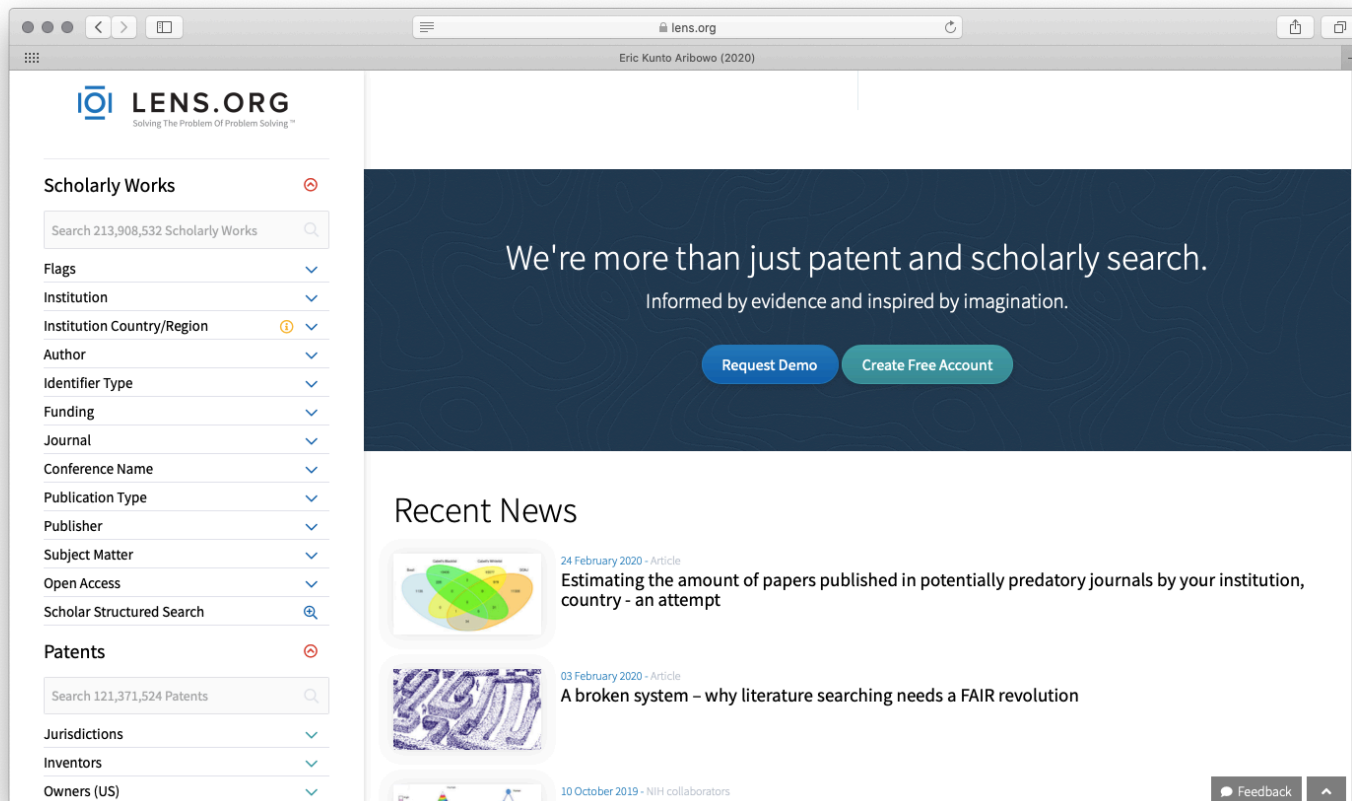 lens.org
Eric Kunto Aribowo (2020)
LENS.ORG
Solving The Problem Of Problem Solving ™
Scholarly Works
Search 213,908,532 Scholarly Works
Flags
Institution
Institution Country/Region
Author
Identifier Type
Funding
Journal
Conference Name
Publication Type
Publisher
Subject Matter
Open Access
Scholar Structured Search
Patents
Search 121,371,524 Patents
Jurisdictions
Inventors
Owners (US)
We're more than just patent and scholarly search.
Informed by evidence and inspired by imagination.
Request Demo
Create Free Account
Recent News
24 February 2020 - Article
Estimating the amount of papers published in potentially predatory journals by your institution,
country - an attempt
03 February 2020 - Article
A broken system – why literature searching needs a FAIR revolution
10 October 2019 - NIH collaborators
Feedback